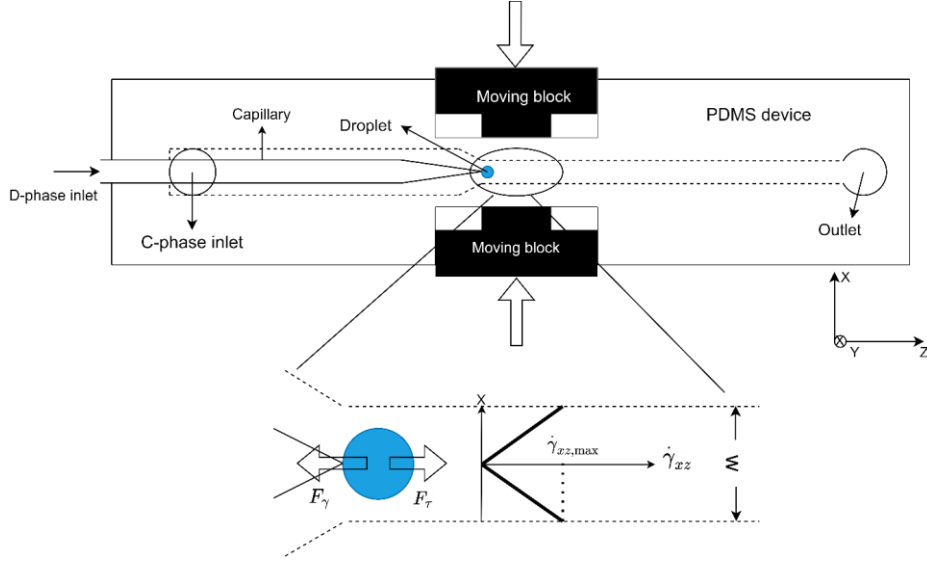 Moving block
PDMS device
Capillary
Droplet
D-phase inlet
C-phase inlet
Moving block
Outlet
X
Y
Z
X
γ̇xz,max
γ̇xz
W
Fγ
Fτ